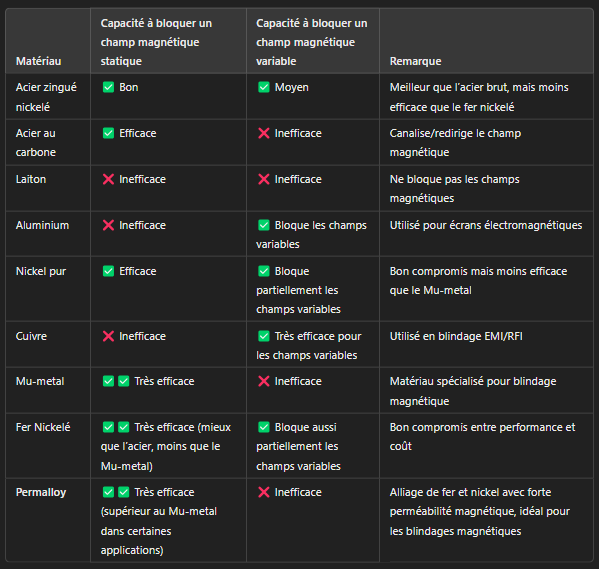 Matériau
Capacité à bloquer un
champ magnétique
statique
Capacité à bloquer un
champ magnétique
variable
Remarque
Acier zingué
nickelé
✅ Bon
✅ Moyen
Meilleur que l'acier brut, mais moins
efficace que le fer nickelé
Acier au
carbone
✅ Efficace
❌ Inefficace
Canalise/redirige le champ
magnétique
Laiton
❌ Inefficace
❌ Inefficace
Ne bloque pas les champs
magnétiques
Aluminium
❌ Inefficace
✅ Bloque les champs
variables
Utilisé pour écrans électromagnétiques
Nickel pur
✅ Efficace
✅ Bloque
partiellement les
champs variables
Bon compromis mais moins efficace
que le Mu-metal
Cuivre
❌ Inefficace
✅ Très efficace pour
les champs variables
Utilisé en blindage EMI/RFI
Mu-metal
✅✅ Très efficace
❌ Inefficace
Matériau spécialisé pour blindage
magnétique
Fer Nickelé
✅✅ Très efficace (mieux
que l'acier, moins que le
Mu-metal)
✅ Bloque aussi
partiellement les
champs variables
Bon compromis entre performance et
coût
Permalloy
✅✅ Très efficace
(supérieur au Mu-metal
dans certaines
applications)
❌ Inefficace
Alliage de fer et nickel avec forte
perméabilité magnétique, idéal pour
les blindages magnétiques